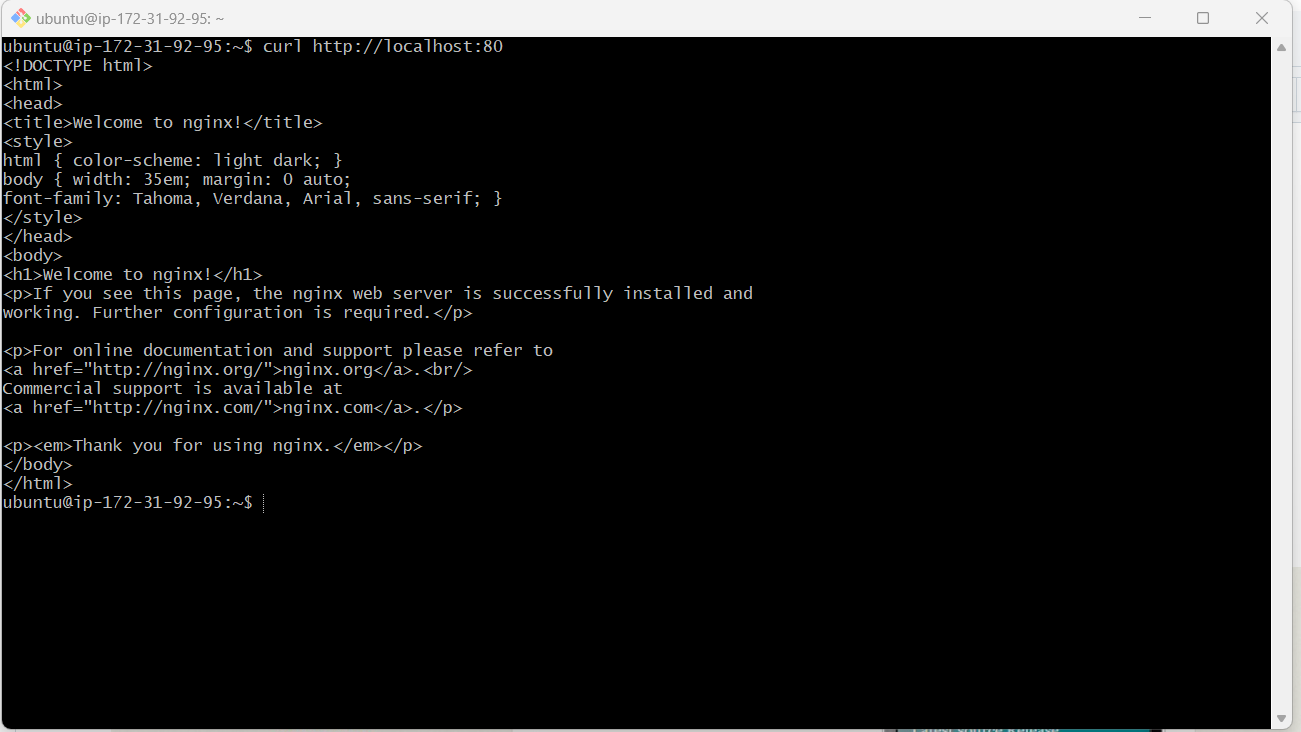 ubuntu@ip-172-31-92-95: ~
ubuntu@ip-172-31-92-95:~$ curl http://localhost:80
<!DOCTYPE html>
<html>
<head>
<title>Welcome to nginx!</title>
<style>
html { color-scheme: light dark; }
body { width: 35em; margin: 0 auto;
font-family: Tahoma, Verdana, Arial, sans-serif; }
</style>
</head>
<body>
<h1>Welcome to nginx!</h1>
<p>If you see this page, the nginx web server is successfully installed and
working. Further configuration is required.</p>

<p>For online documentation and support please refer to
<a href="http://nginx.org/">nginx.org</a>.<br/>
Commercial support is available at
<a href="http://nginx.com/">nginx.com</a>.</p>

<p><em>Thank you for using nginx.</em></p>
</body>
</html>
ubuntu@ip-172-31-92-95:~$